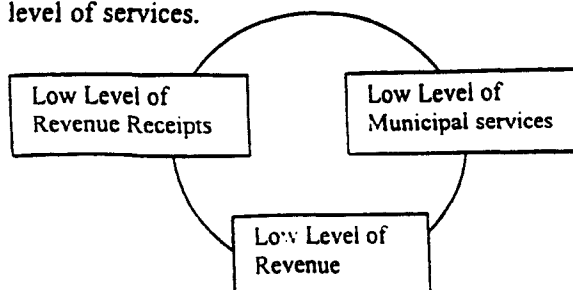 level of services.
Low Level of
Revenue Receipts
Low Level of
Municipal services
Low Level of
Revenue